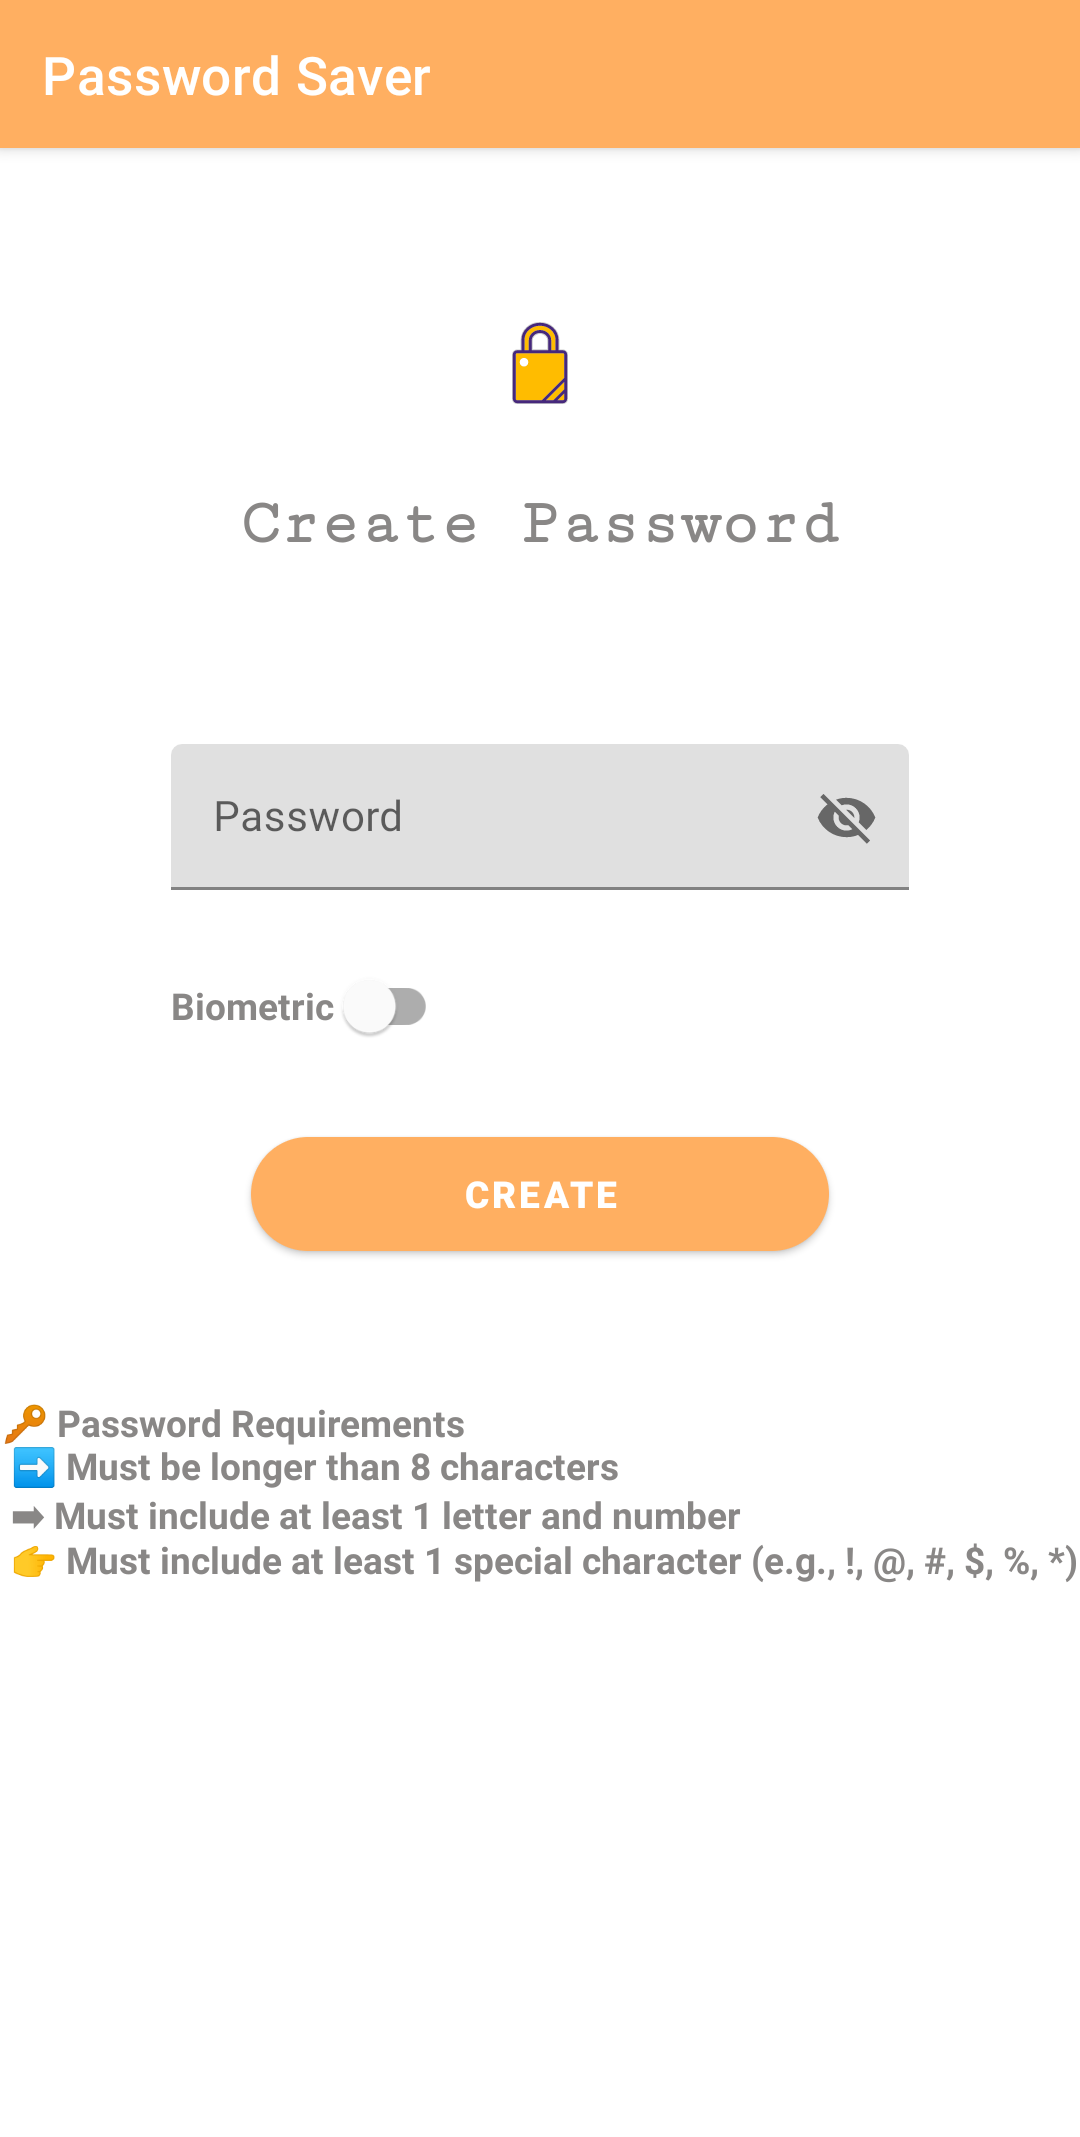 Password Saver
Create Password
Password
Biometric
CREATE
🔑 Password Requirements
➡️ Must be longer than 8 characters
➡ Must include at least 1 letter and number
👉 Must include at least 1 special character (e.g., !, @, #, $, %, *)